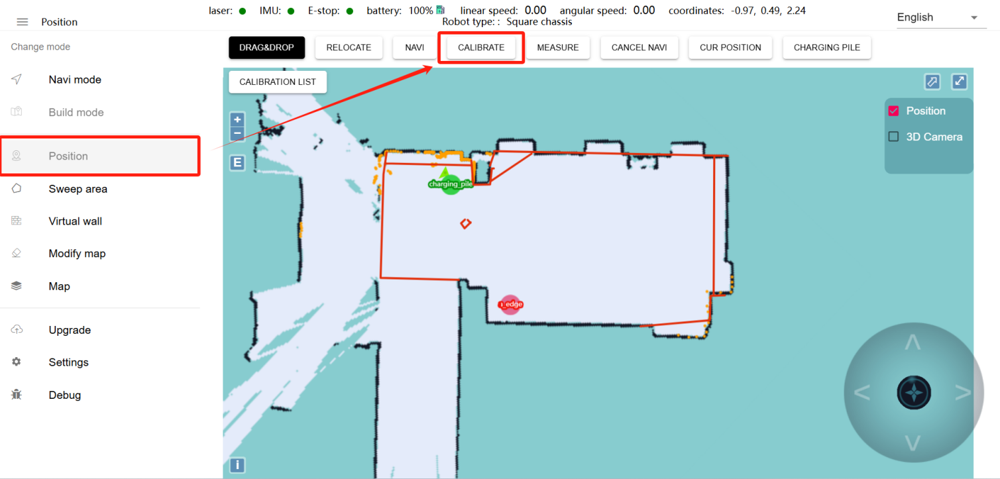 laser: IMU: E-stop: battery: 100% linear speed: 0.00 angular speed: 0.00 coordinates: -0.97, 0.49, 2.24
Robot type: : Square chassis
English
Position
Change mode
Navi mode
Build mode
Position
Sweep area
Virtual wall
Modify map
Map
Upgrade
Settings
Debug
DRAG&DROP RELOCATE NAVI CALIBRATE MEASURE CANCEL NAVI CUR POSITION CHARGING PILE
CALIBRATION LIST
+
−
E
Position
3D Camera
charging_pile
i